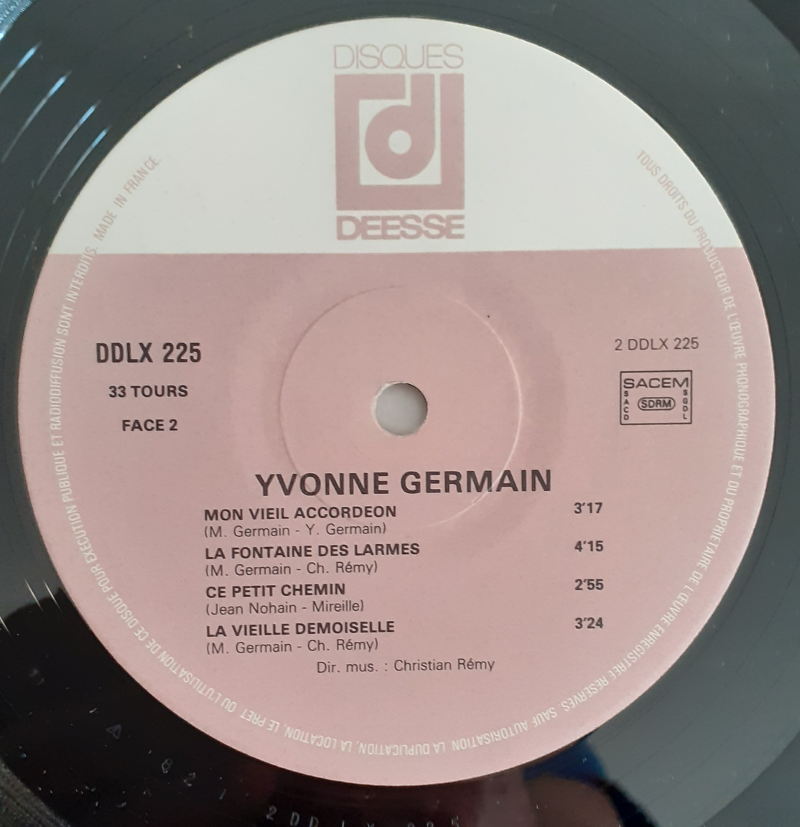 DISQUES
d
DEESSE
DDLX 225
33 TOURS
FACE 2
2 DDLX 225
SACEM
SACD
SDRM
SGDL
YVONNE GERMAIN
MON VIEIL ACCORDEON 3'17
(M. Germain - Y. Germain)
LA FONTAINE DES LARMES 4'15
(M. Germain - Ch. Rémy)
CE PETIT CHEMIN 2'55
(Jean Nohain - Mireille)
LA VIEILLE DEMOISELLE 3'24
(M. Germain - Ch. Rémy)
Dir. mus. : Christian Rémy
TOUS DROITS DU PRODUCTEUR DE L'ŒUVRE PHONOGRAPHIQUE ET DU PROPRIETAIRE DE L'ŒUVRE ENREGISTREE RESERVES. SAUF AUTORISATION, LA DUPLICATION, LA LOCATION, LE PRET OU L'UTILISATION DE CE DISQUE POUR EXECUTION PUBLIQUE ET RADIODIFFUSION SONT INTERDITS. MADE IN FRANCE.